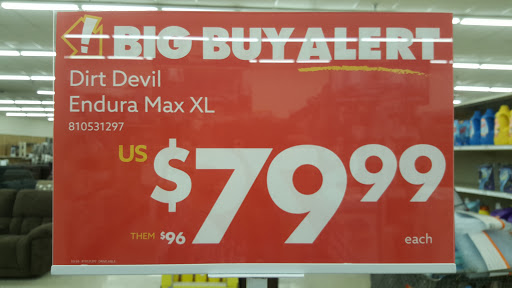 ! BIG BUY ALERT
Dirt Devil
Endura Max XL
810531297
US $79.99
THEM $96
each